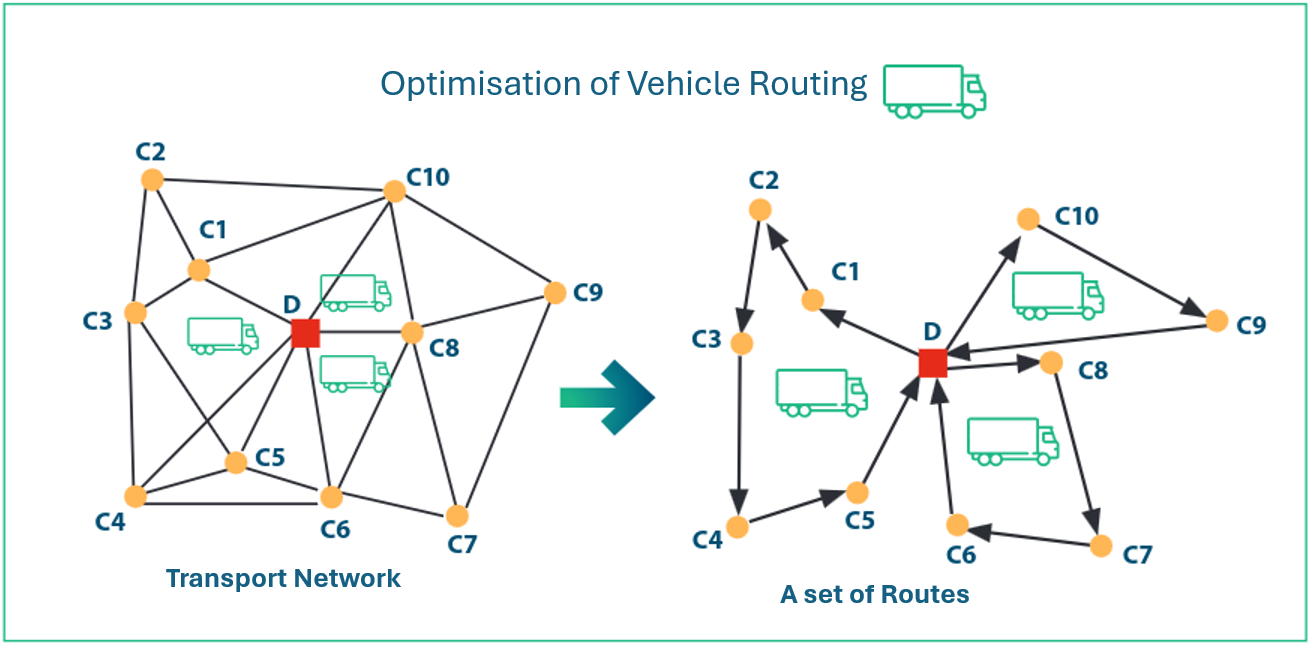 Optimisation of Vehicle Routing
C2
C10
C1
D
C9
C3
C8
C5
C4
C6
C7
Transport Network
C2
C10
C1
C9
D
C3
C8
C5
C4
C6
C7
A set of Routes